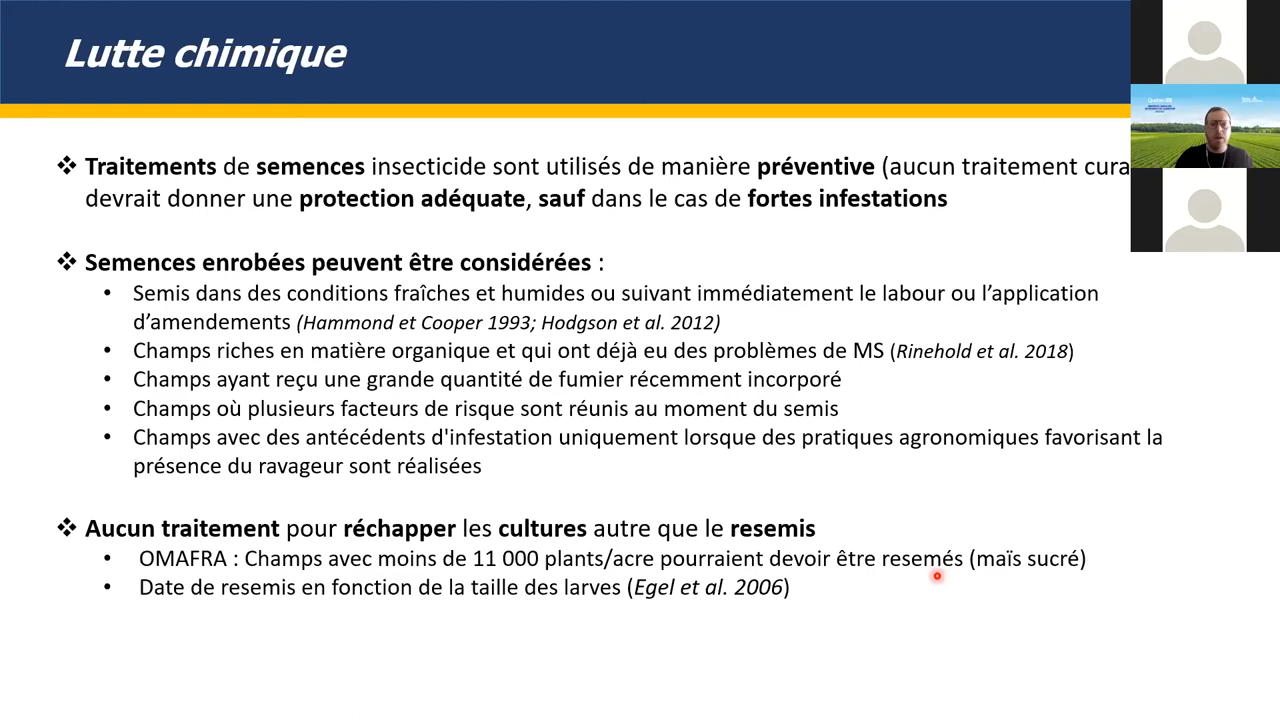 Lutte chimique
❖ Traitements de semences insecticide sont utilisés de manière préventive (aucun traitement cura
devrait donner une protection adéquate, sauf dans le cas de fortes infestations
❖ Semences enrobées peuvent être considérées :
• Semis dans des conditions fraîches et humides ou suivant immédiatement le labour ou l’application
d’amendements (Hammond et Cooper 1993; Hodgson et al. 2012)
• Champs riches en matière organique et qui ont déjà eu des problèmes de MS (Rinehold et al. 2018)
• Champs ayant reçu une grande quantité de fumier récemment incorporé
• Champs où plusieurs facteurs de risque sont réunis au moment du semis
• Champs avec des antécédents d'infestation uniquement lorsque des pratiques agronomiques favorisant la
présence du ravageur sont réalisées
❖ Aucun traitement pour réchapper les cultures autre que le resemis
• OMAFRA : Champs avec moins de 11 000 plants/acre pourraient devoir être resemés (maïs sucré)
• Date de resemis en fonction de la taille des larves (Egel et al. 2006)